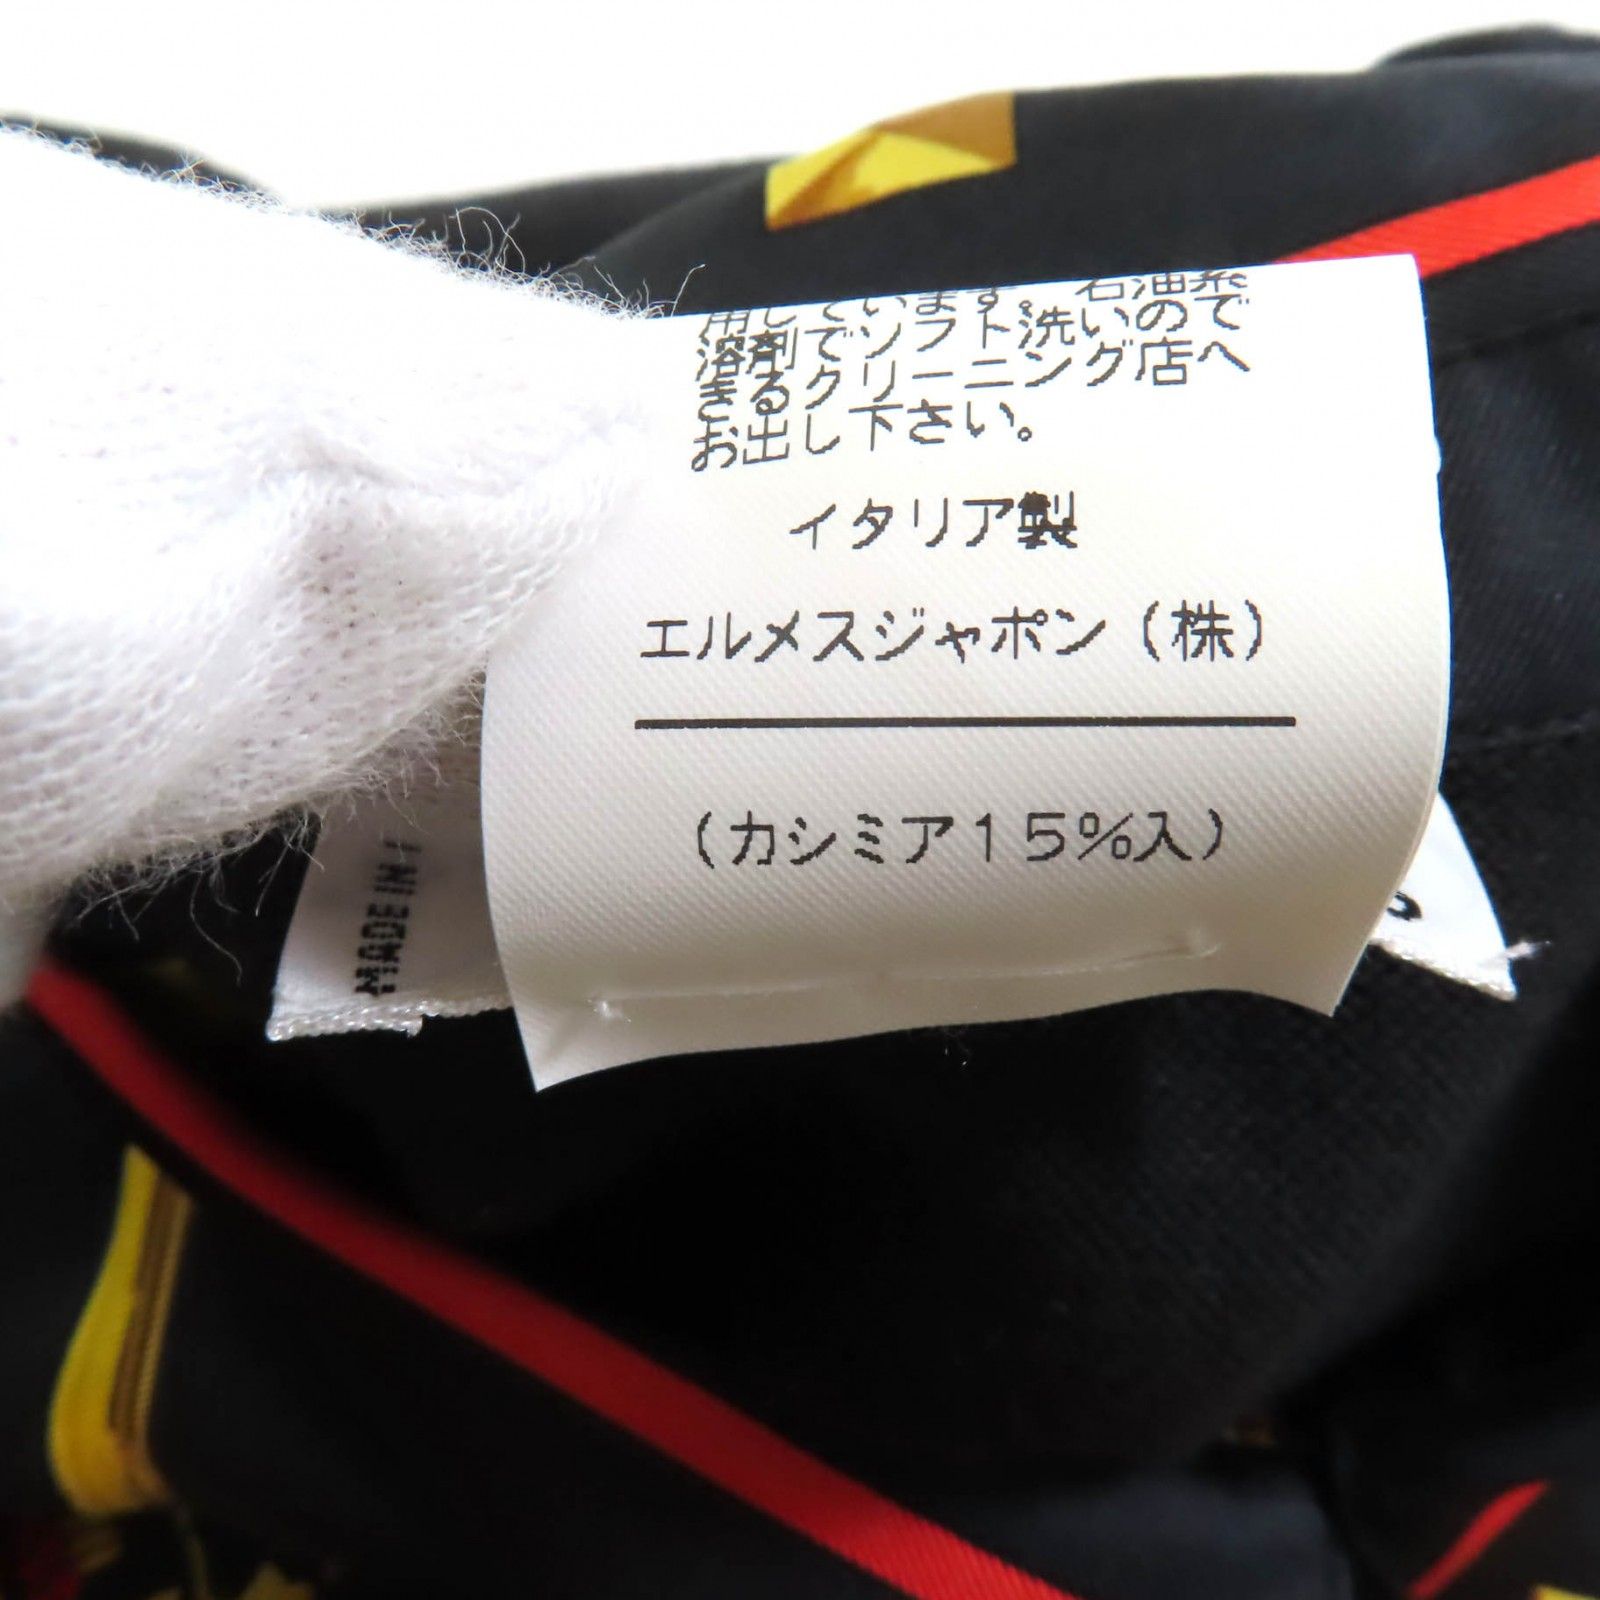 用しています。石油系
溶剤でソフト洗いので
きるクリーニング店へ
お出し下さい。
イタリア製
エルメスジャポン(株)
(カシミア15%入)
MADE IN I